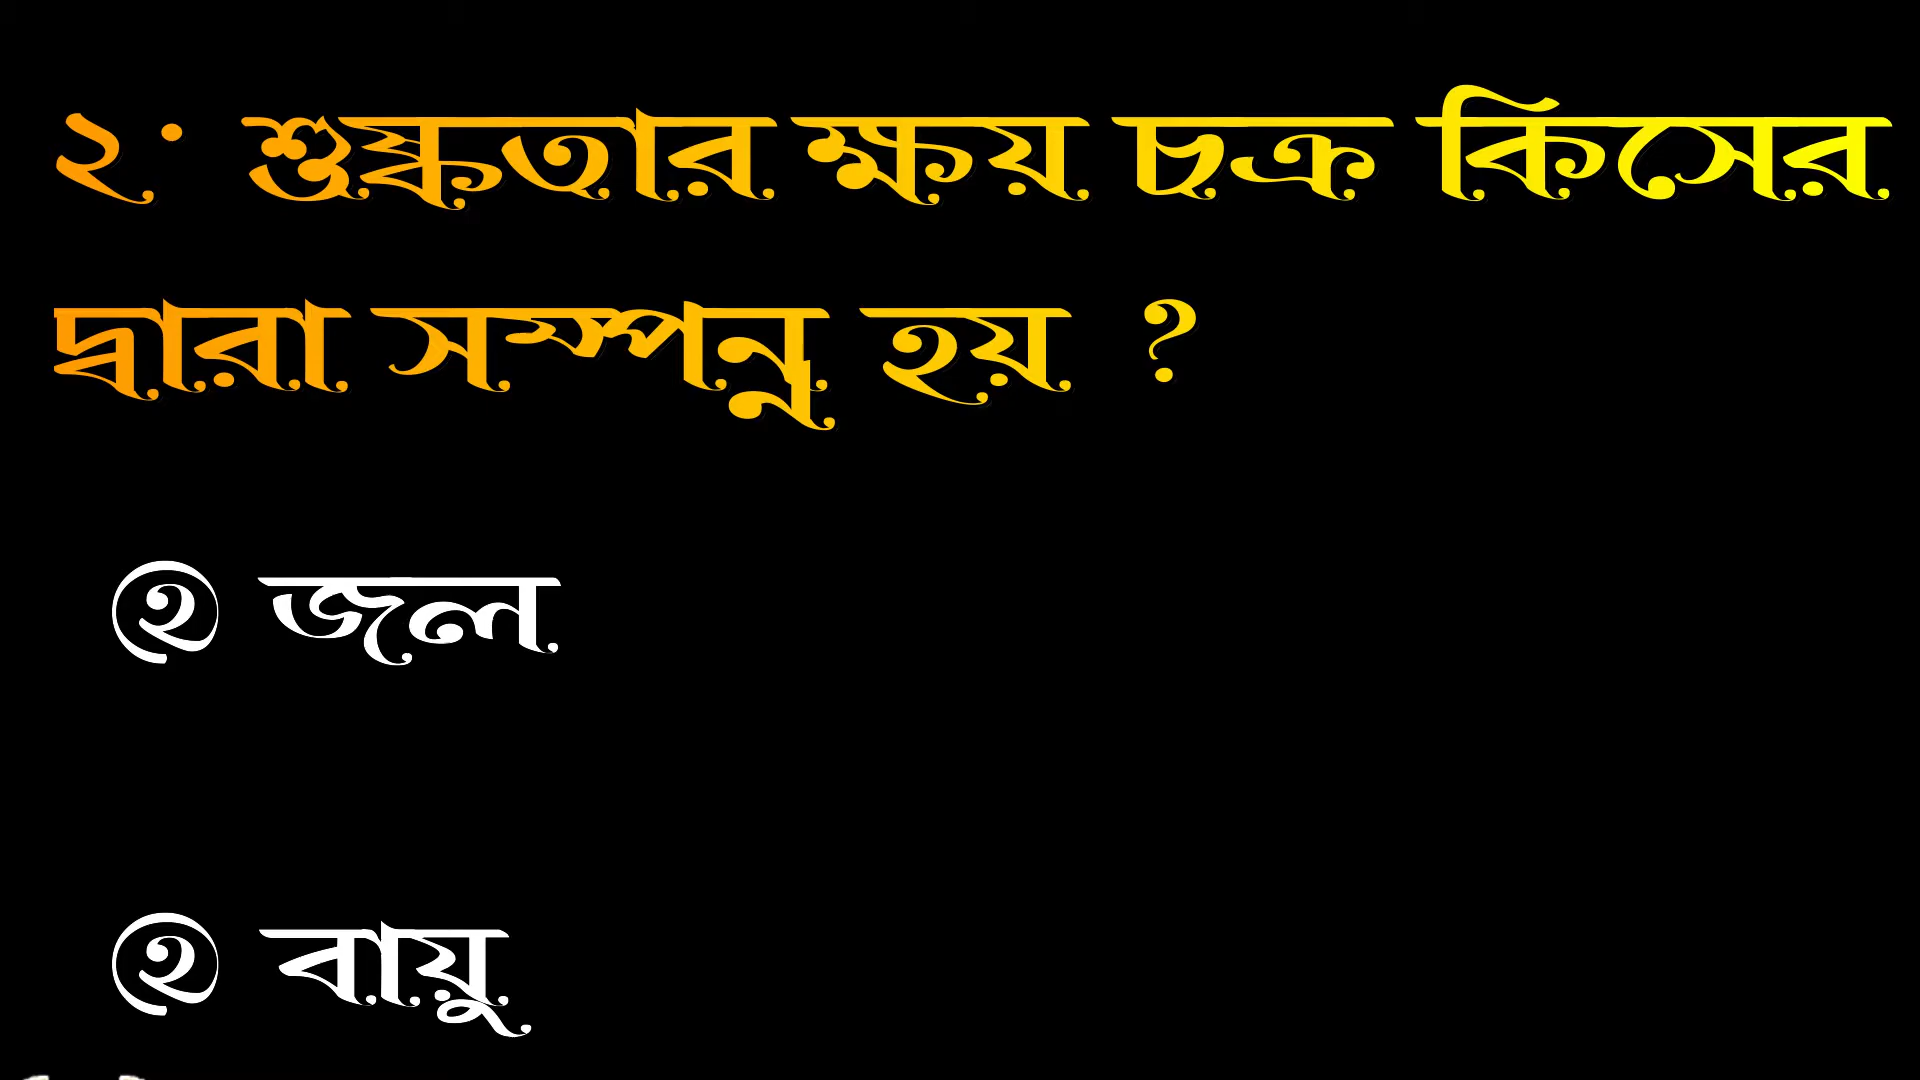 ২. শুষ্কতার ক্ষয় চক্র কিসের
দ্বারা সম্পন্ন হয় ?
জল
বায়ু